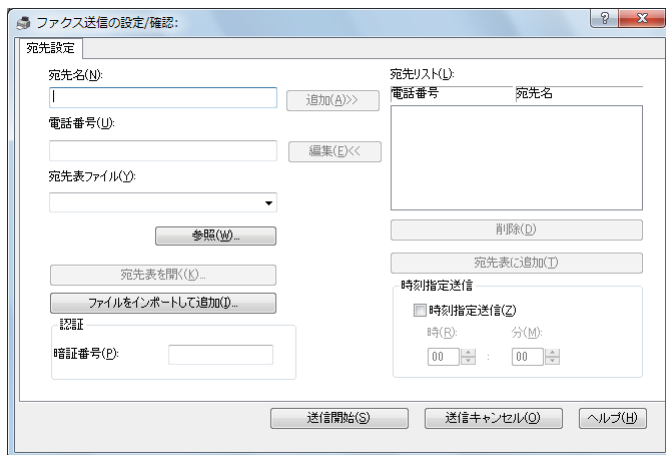 ファクス送信の設定/確認:
宛先設定
宛先名(N):
追加(A)>>
電話番号(U):
編集(E)<<
宛先表ファイル(Y):
参照(W)...
宛先表を開く(K)...
ファイルをインポートして追加(I)...
認証
暗証番号(P):
宛先リスト(L):
電話番号 宛先名
削除(D)
宛先表に追加(T)
時刻指定送信
時刻指定送信(Z)
時(R): 分(M):
00 : 00
送信開始(S) 送信キャンセル(O) ヘルプ(H)